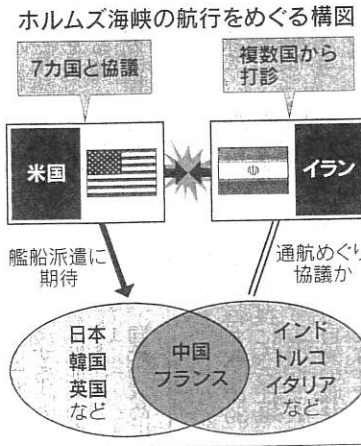 ホルムズ海峡の航行をめぐる構図
7カ国と協議
複数国から
打診
米国
イラン
艦船派遣に
期待
通航めぐり
協議か
日本
韓国
英国
など
中国
フランス
インド
トルコ
イタリア
など